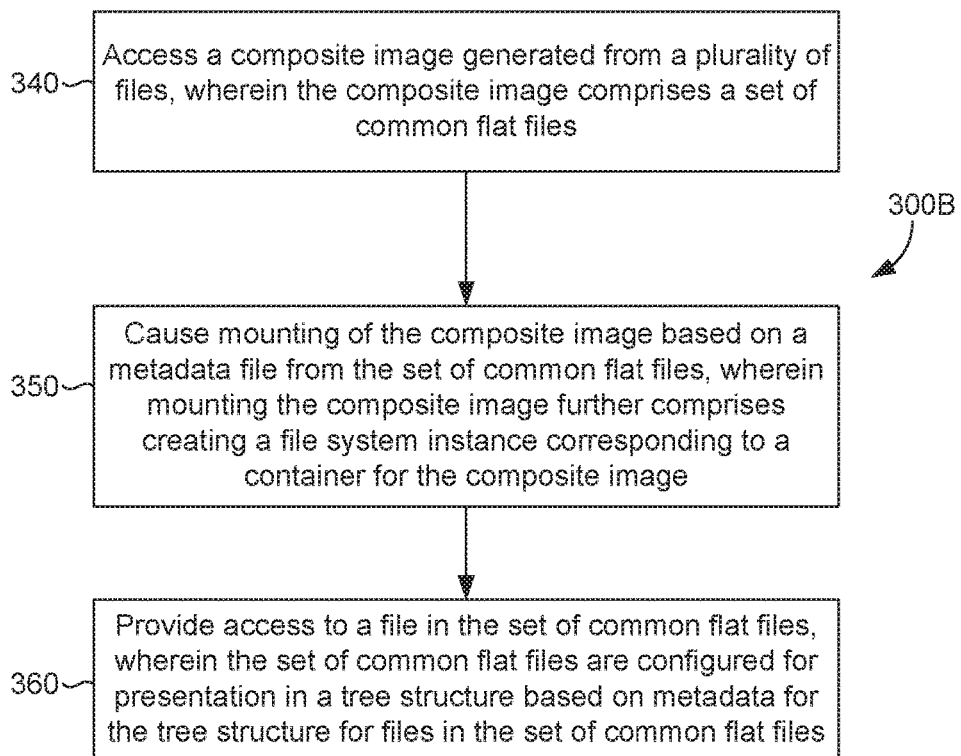 340
Access a composite image generated from a plurality of
files, wherein the composite image comprises a set of
common flat files
300B
350
Cause mounting of the composite image based on a
metadata file from the set of common flat files, wherein
mounting the composite image further comprises
creating a file system instance corresponding to a
container for the composite image
360
Provide access to a file in the set of common flat files,
wherein the set of common flat files are configured for
presentation in a tree structure based on metadata for
the tree structure for files in the set of common flat files